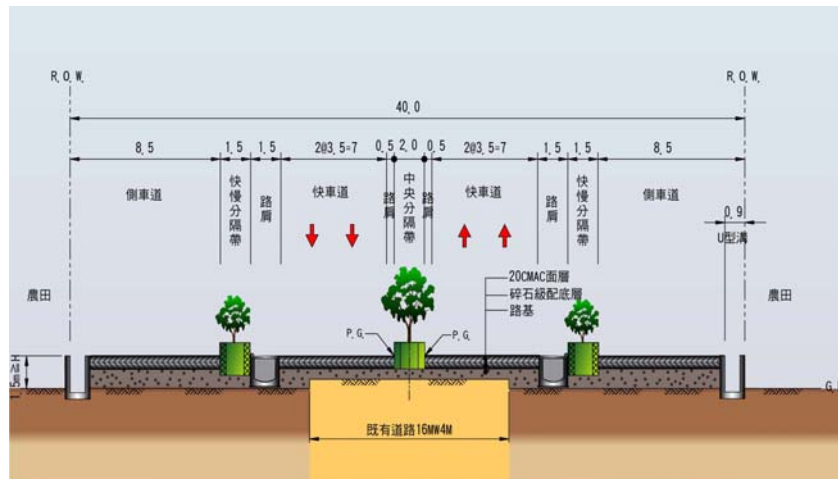 R.O.W.
R.O.W.
40.0
8.5
1.5
1.5
2@3.5=7
0.5
2.0
0.5
2@3.5=7
1.5
1.5
8.5
側車道
快慢分隔帶
路肩
快車道
路肩
中央分隔帶
路肩
快車道
路肩
快慢分隔帶
側車道
0.9
U型溝
農田
農田
20CMAC面層
碎石級配底層
路基
P.G.
P.G.
既有道路16M